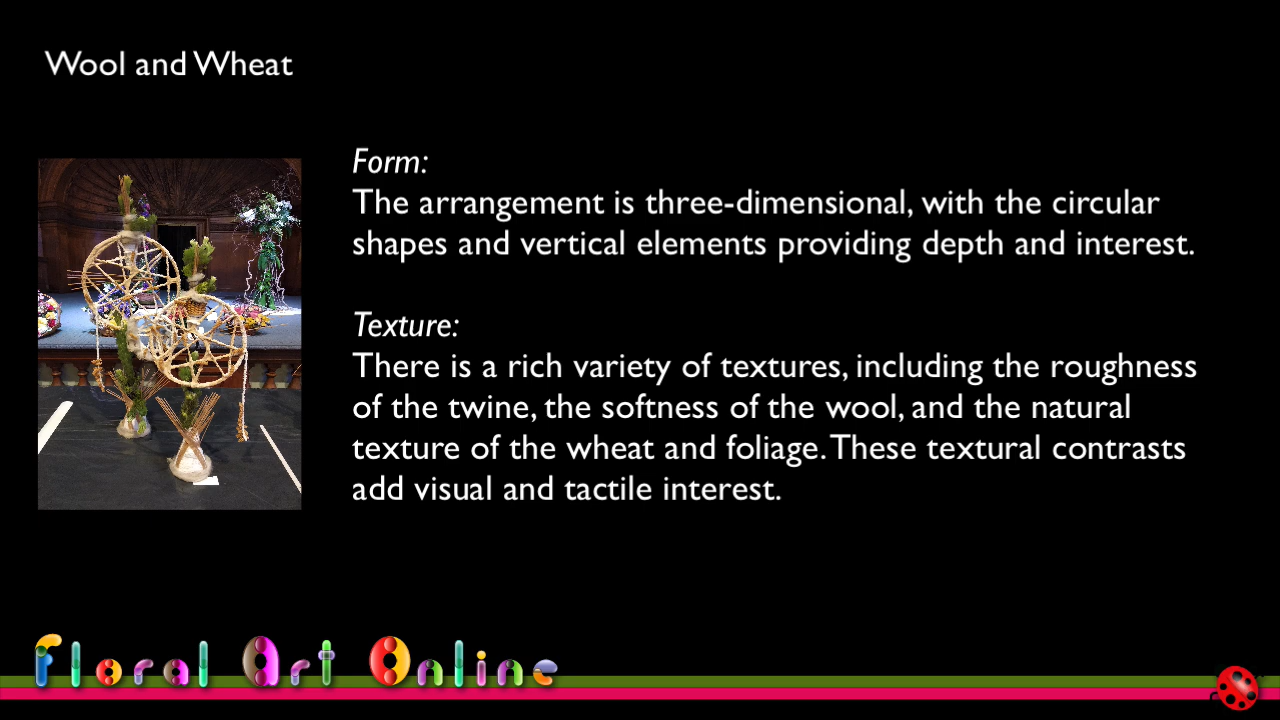 Wool and Wheat
Form:
The arrangement is three-dimensional, with the circular
shapes and vertical elements providing depth and interest.
Texture:
There is a rich variety of textures, including the roughness
of the twine, the softness of the wool, and the natural
texture of the wheat and foliage. These textural contrasts
add visual and tactile interest.
Floral Art Online